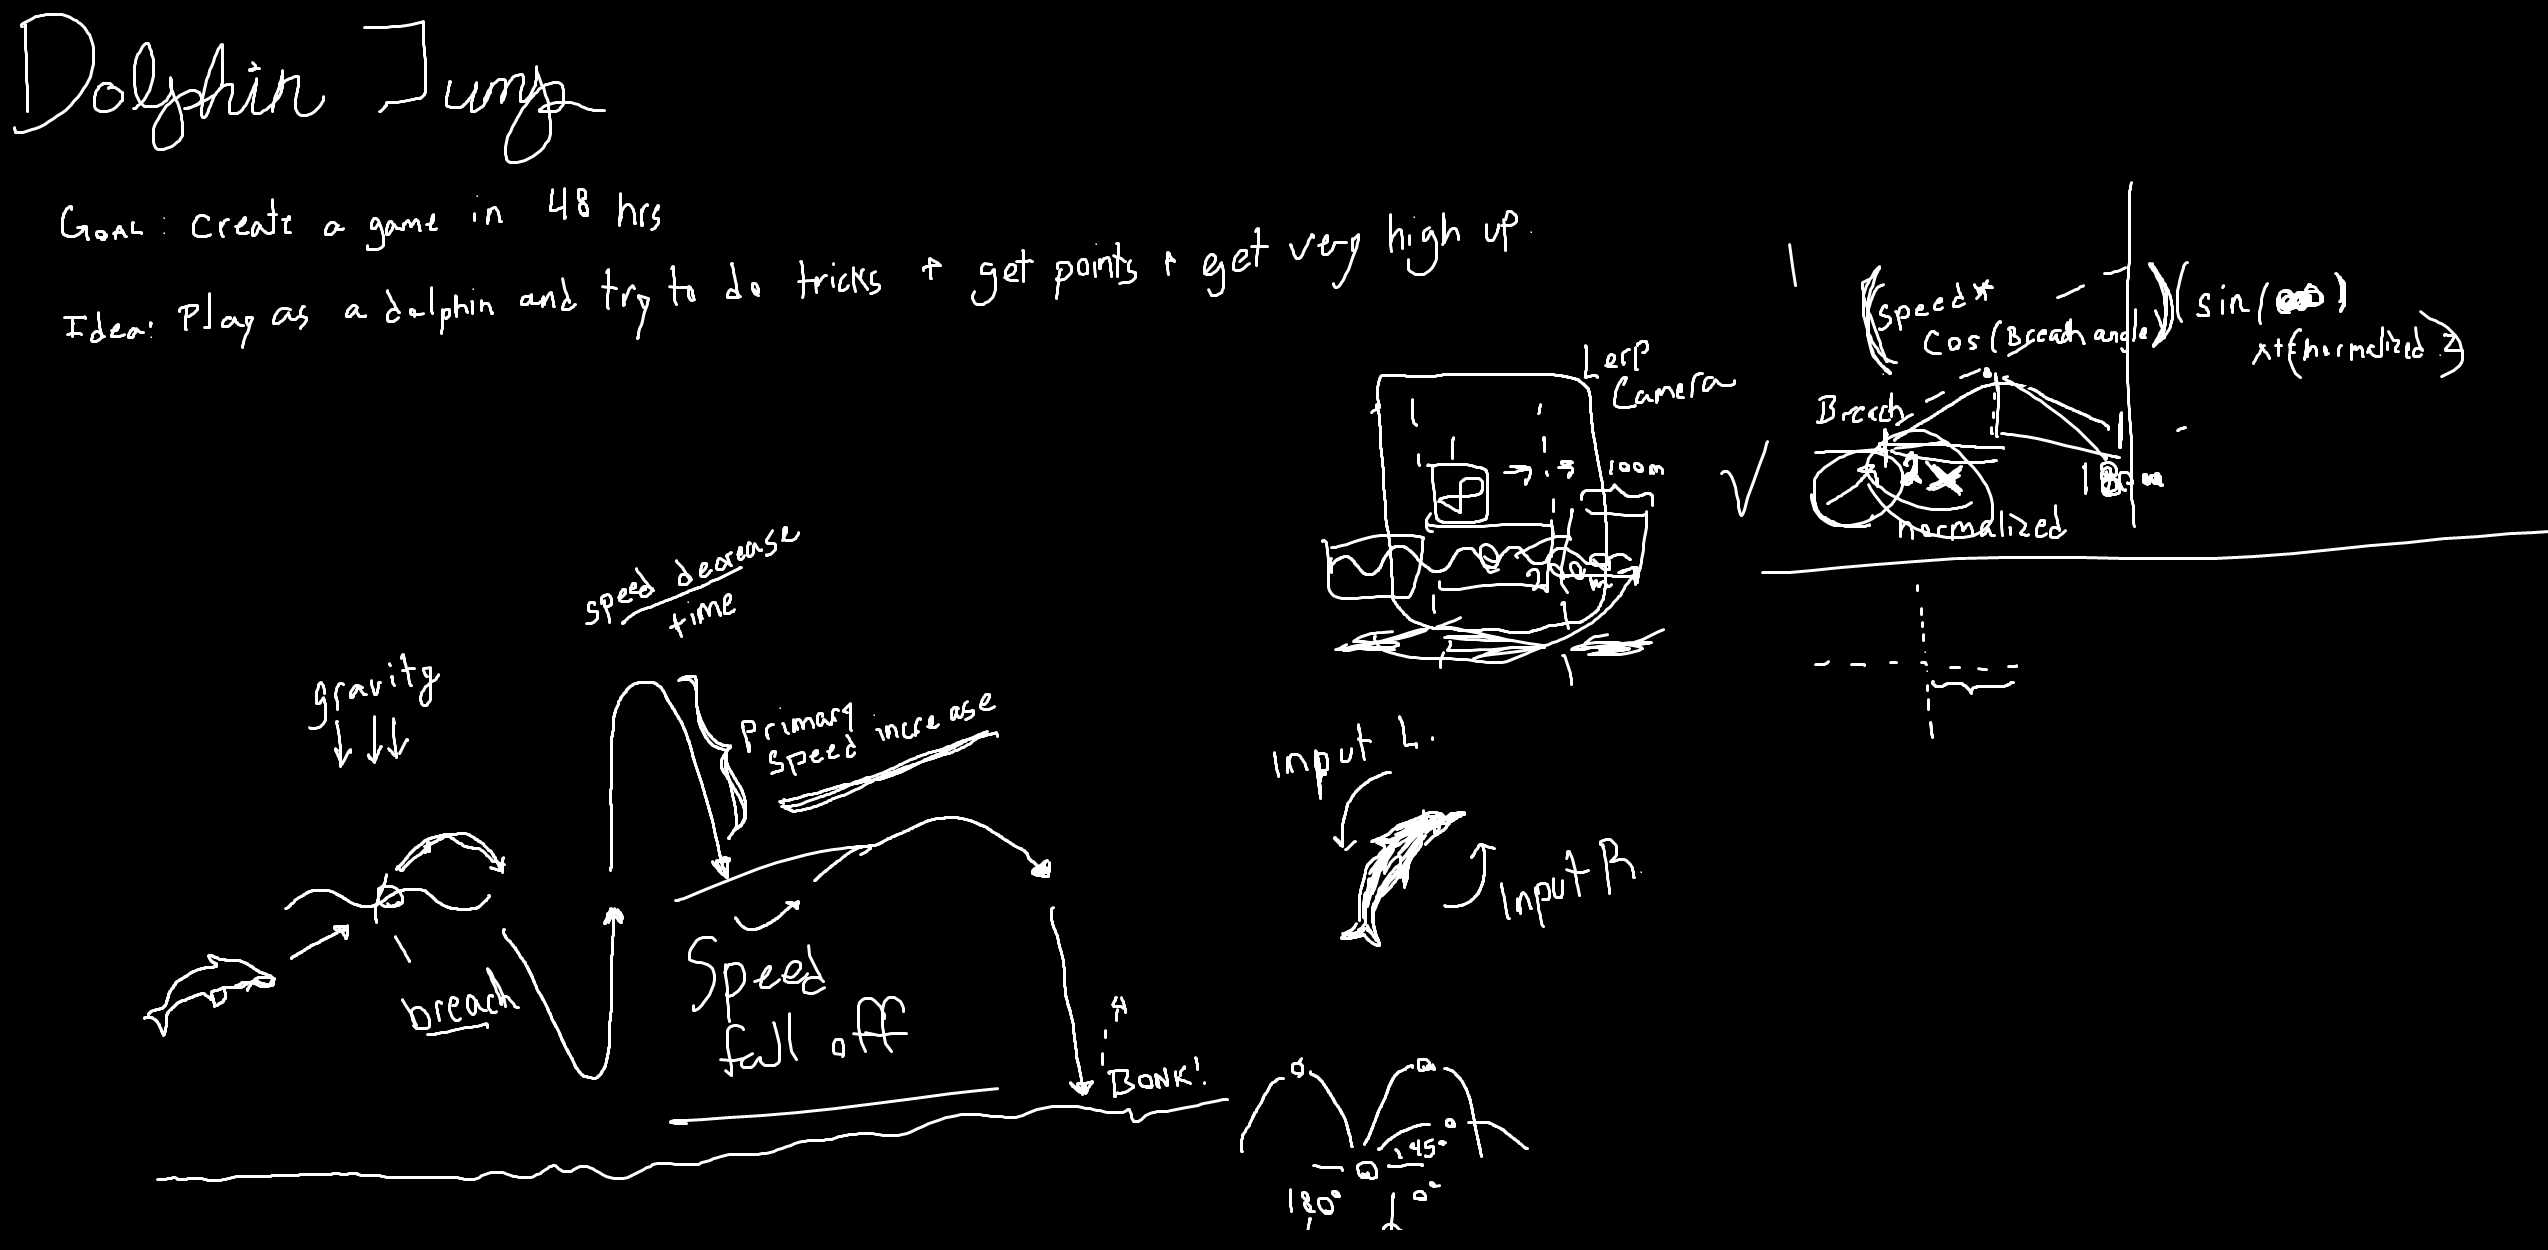 Dolphin Jump
GOAL: create a game in 48 hrs
Idea: Play as a dolphin and try to do tricks + get points + get very high up.
Lerp
Camera
100m
(speed*
cos(Breach angle)
(sin(
(normalized 2)
Breach
2x
normalized
speed decrease
time
gravity
Primary
speed increase
breach
Speed
fall off
BONK!
Input L.
Input R.
45°
180°
0°